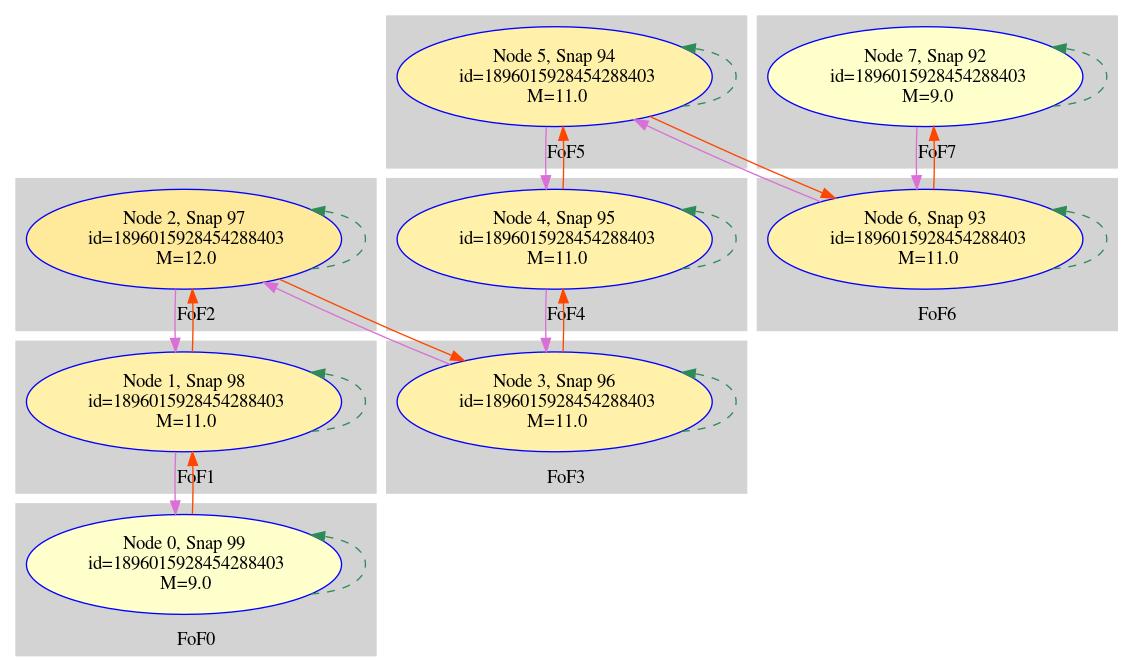 Node 5, Snap 94
id=1896015928454288403
M=11.0
FoF5
Node 7, Snap 92
id=1896015928454288403
M=9.0
FoF7
Node 2, Snap 97
id=1896015928454288403
M=12.0
FoF2
Node 4, Snap 95
id=1896015928454288403
M=11.0
FoF4
Node 6, Snap 93
id=1896015928454288403
M=11.0
FoF6
Node 1, Snap 98
id=1896015928454288403
M=11.0
FoF1
Node 3, Snap 96
id=1896015928454288403
M=11.0
FoF3
Node 0, Snap 99
id=1896015928454288403
M=9.0
FoF0